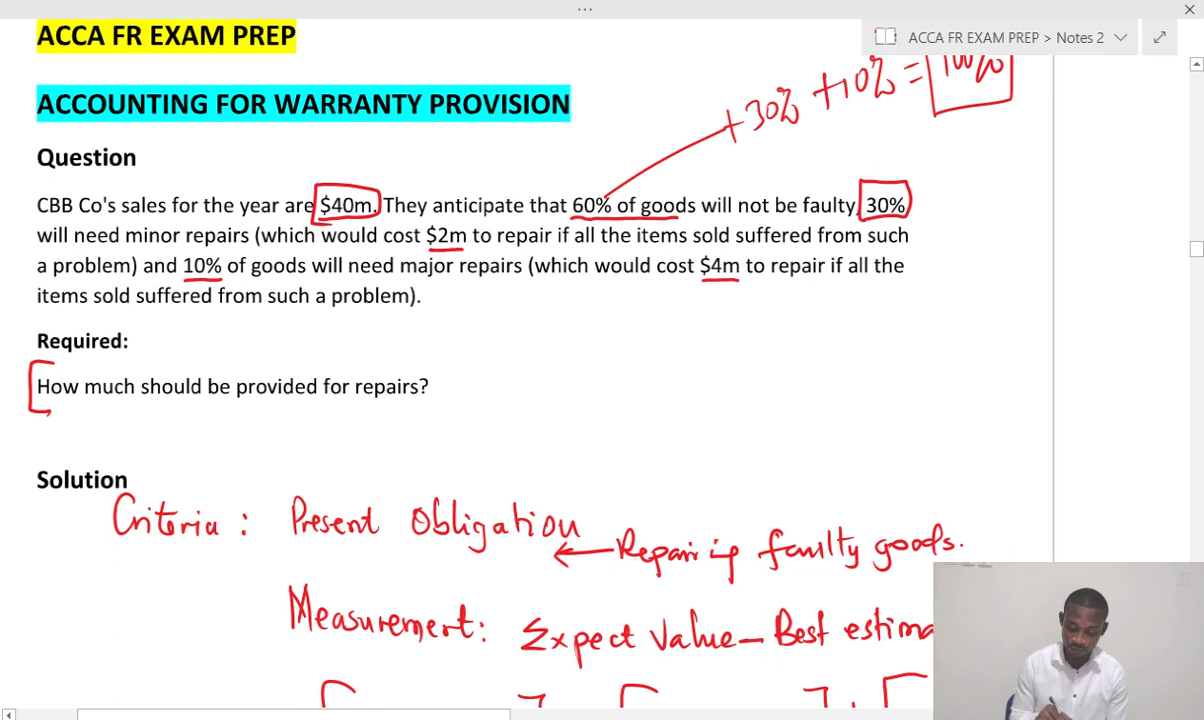 ACCA FR EXAM PREP
ACCA FR EXAM PREP > Notes 2
+30% +10% = 100%
ACCOUNTING FOR WARRANTY PROVISION
Question
CBB Co's sales for the year are $40m. They anticipate that 60% of goods will not be faulty, 30%
will need minor repairs (which would cost $2m to repair if all the items sold suffered from such
a problem) and 10% of goods will need major repairs (which would cost $4m to repair if all the
items sold suffered from such a problem).
Required:
How much should be provided for repairs?
Solution
Criteria: Present Obligation
Repairing faulty goods.
Measurement: Expect Value - Best estima